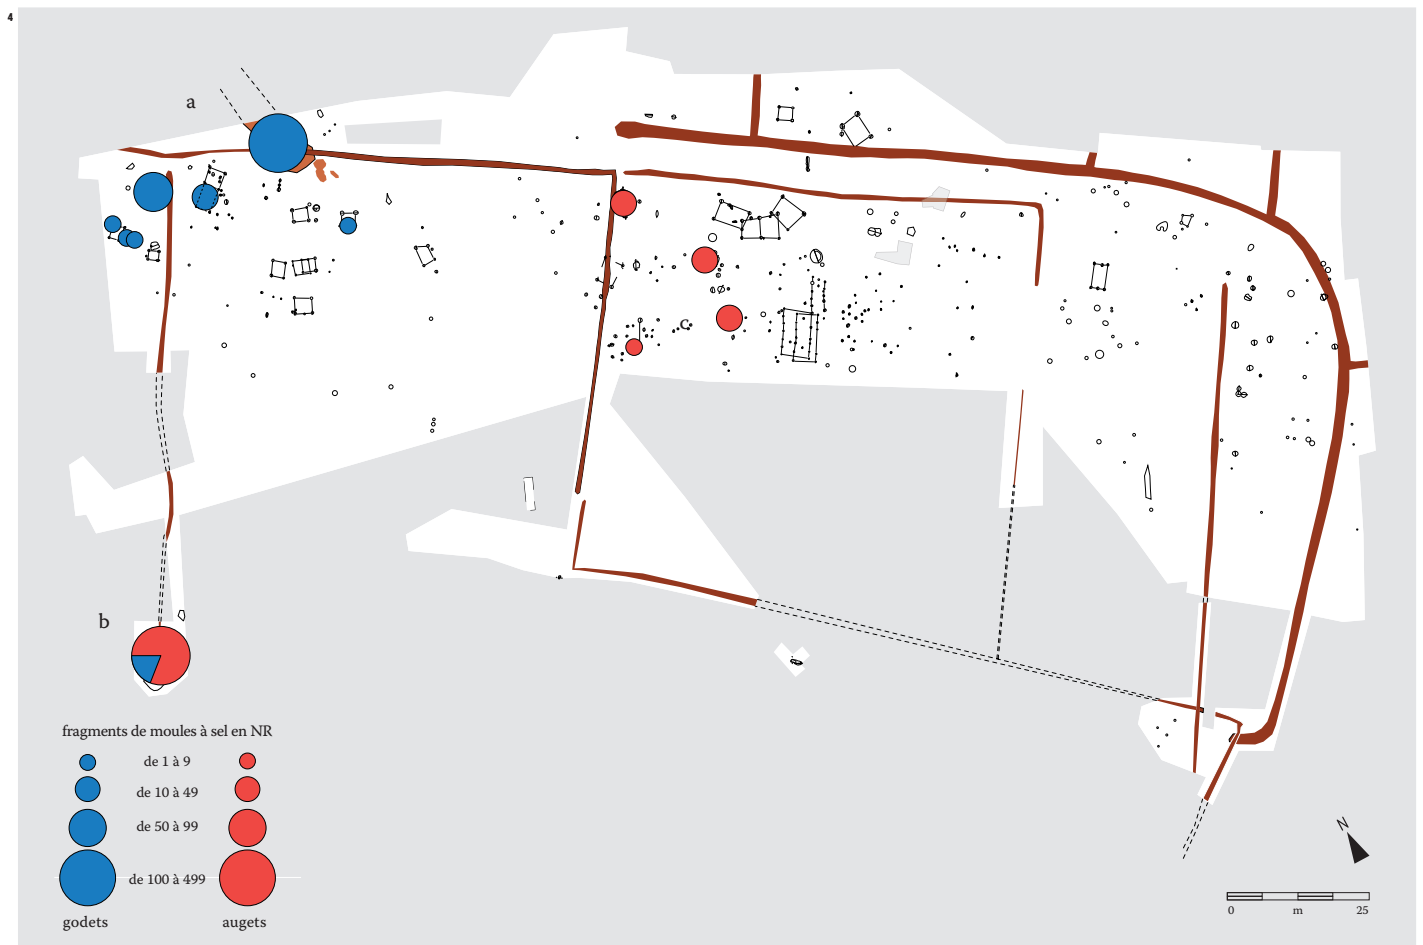 4
a
c
b
fragments de moules à sel en NR
de 1 à 9
de 10 à 49
de 50 à 99
de 100 à 499
godets augets
N
0 m 25